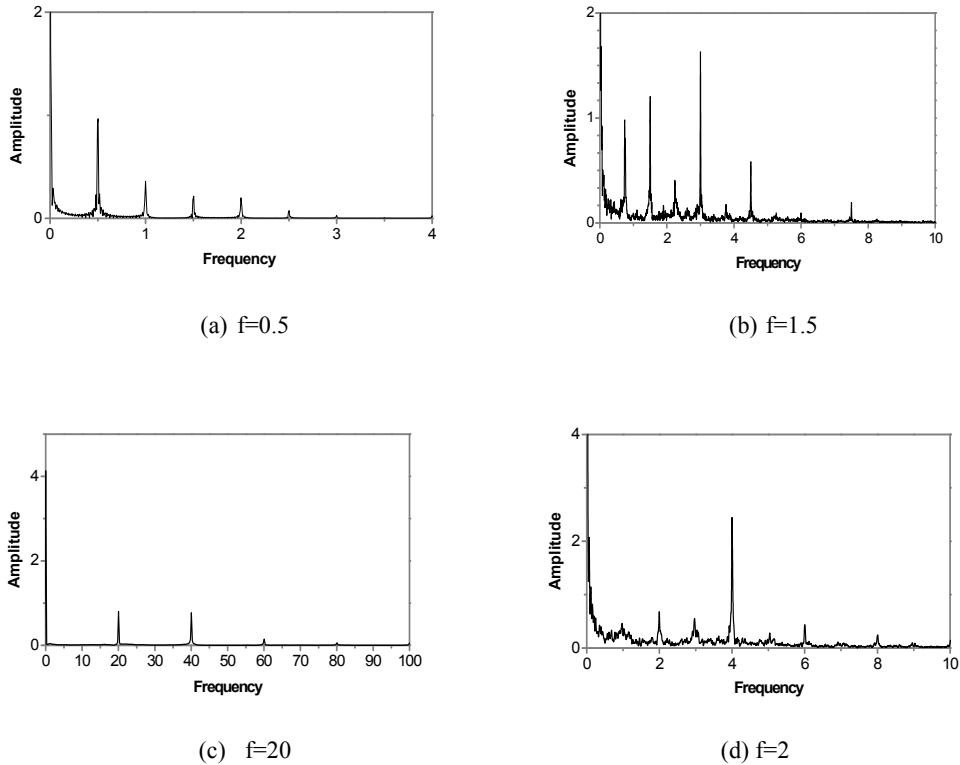 2
1
0
Amplitude
0 1 2 3 4
Frequency
(a) f=0.5
2
1
0
Amplitude
0 2 4 6 8 10
Frequency
(b) f=1.5
4
2
0
Amplitude
0 10 20 30 40 50 60 70 80 90 100
Frequency
(c) f=20
4
2
0
Amplitude
0 2 4 6 8 10
Frequency
(d) f=2